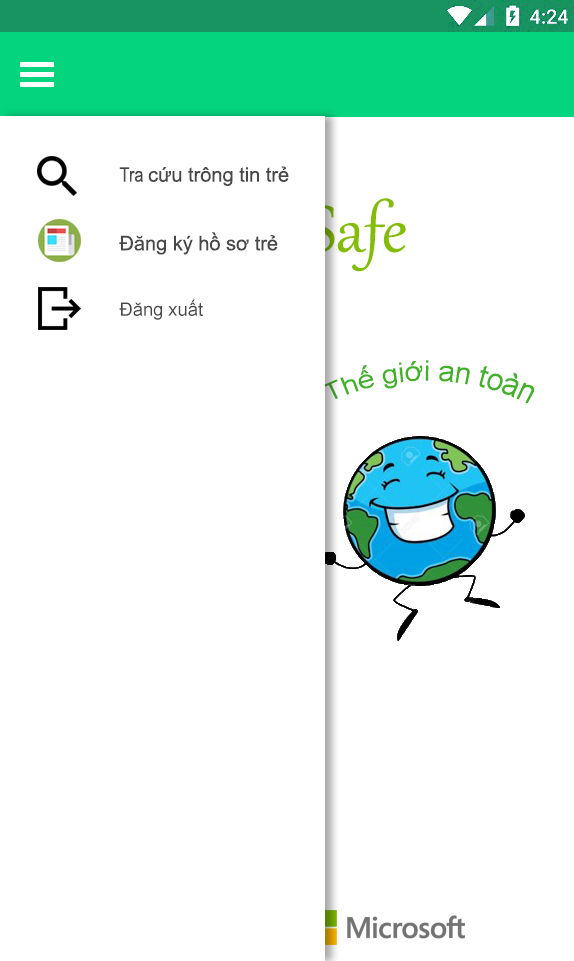 4:24
Tra cứu trông tin trẻ
Đăng ký hồ sơ trẻ
Đăng xuất
Safe
Thế giới an toàn
Microsoft